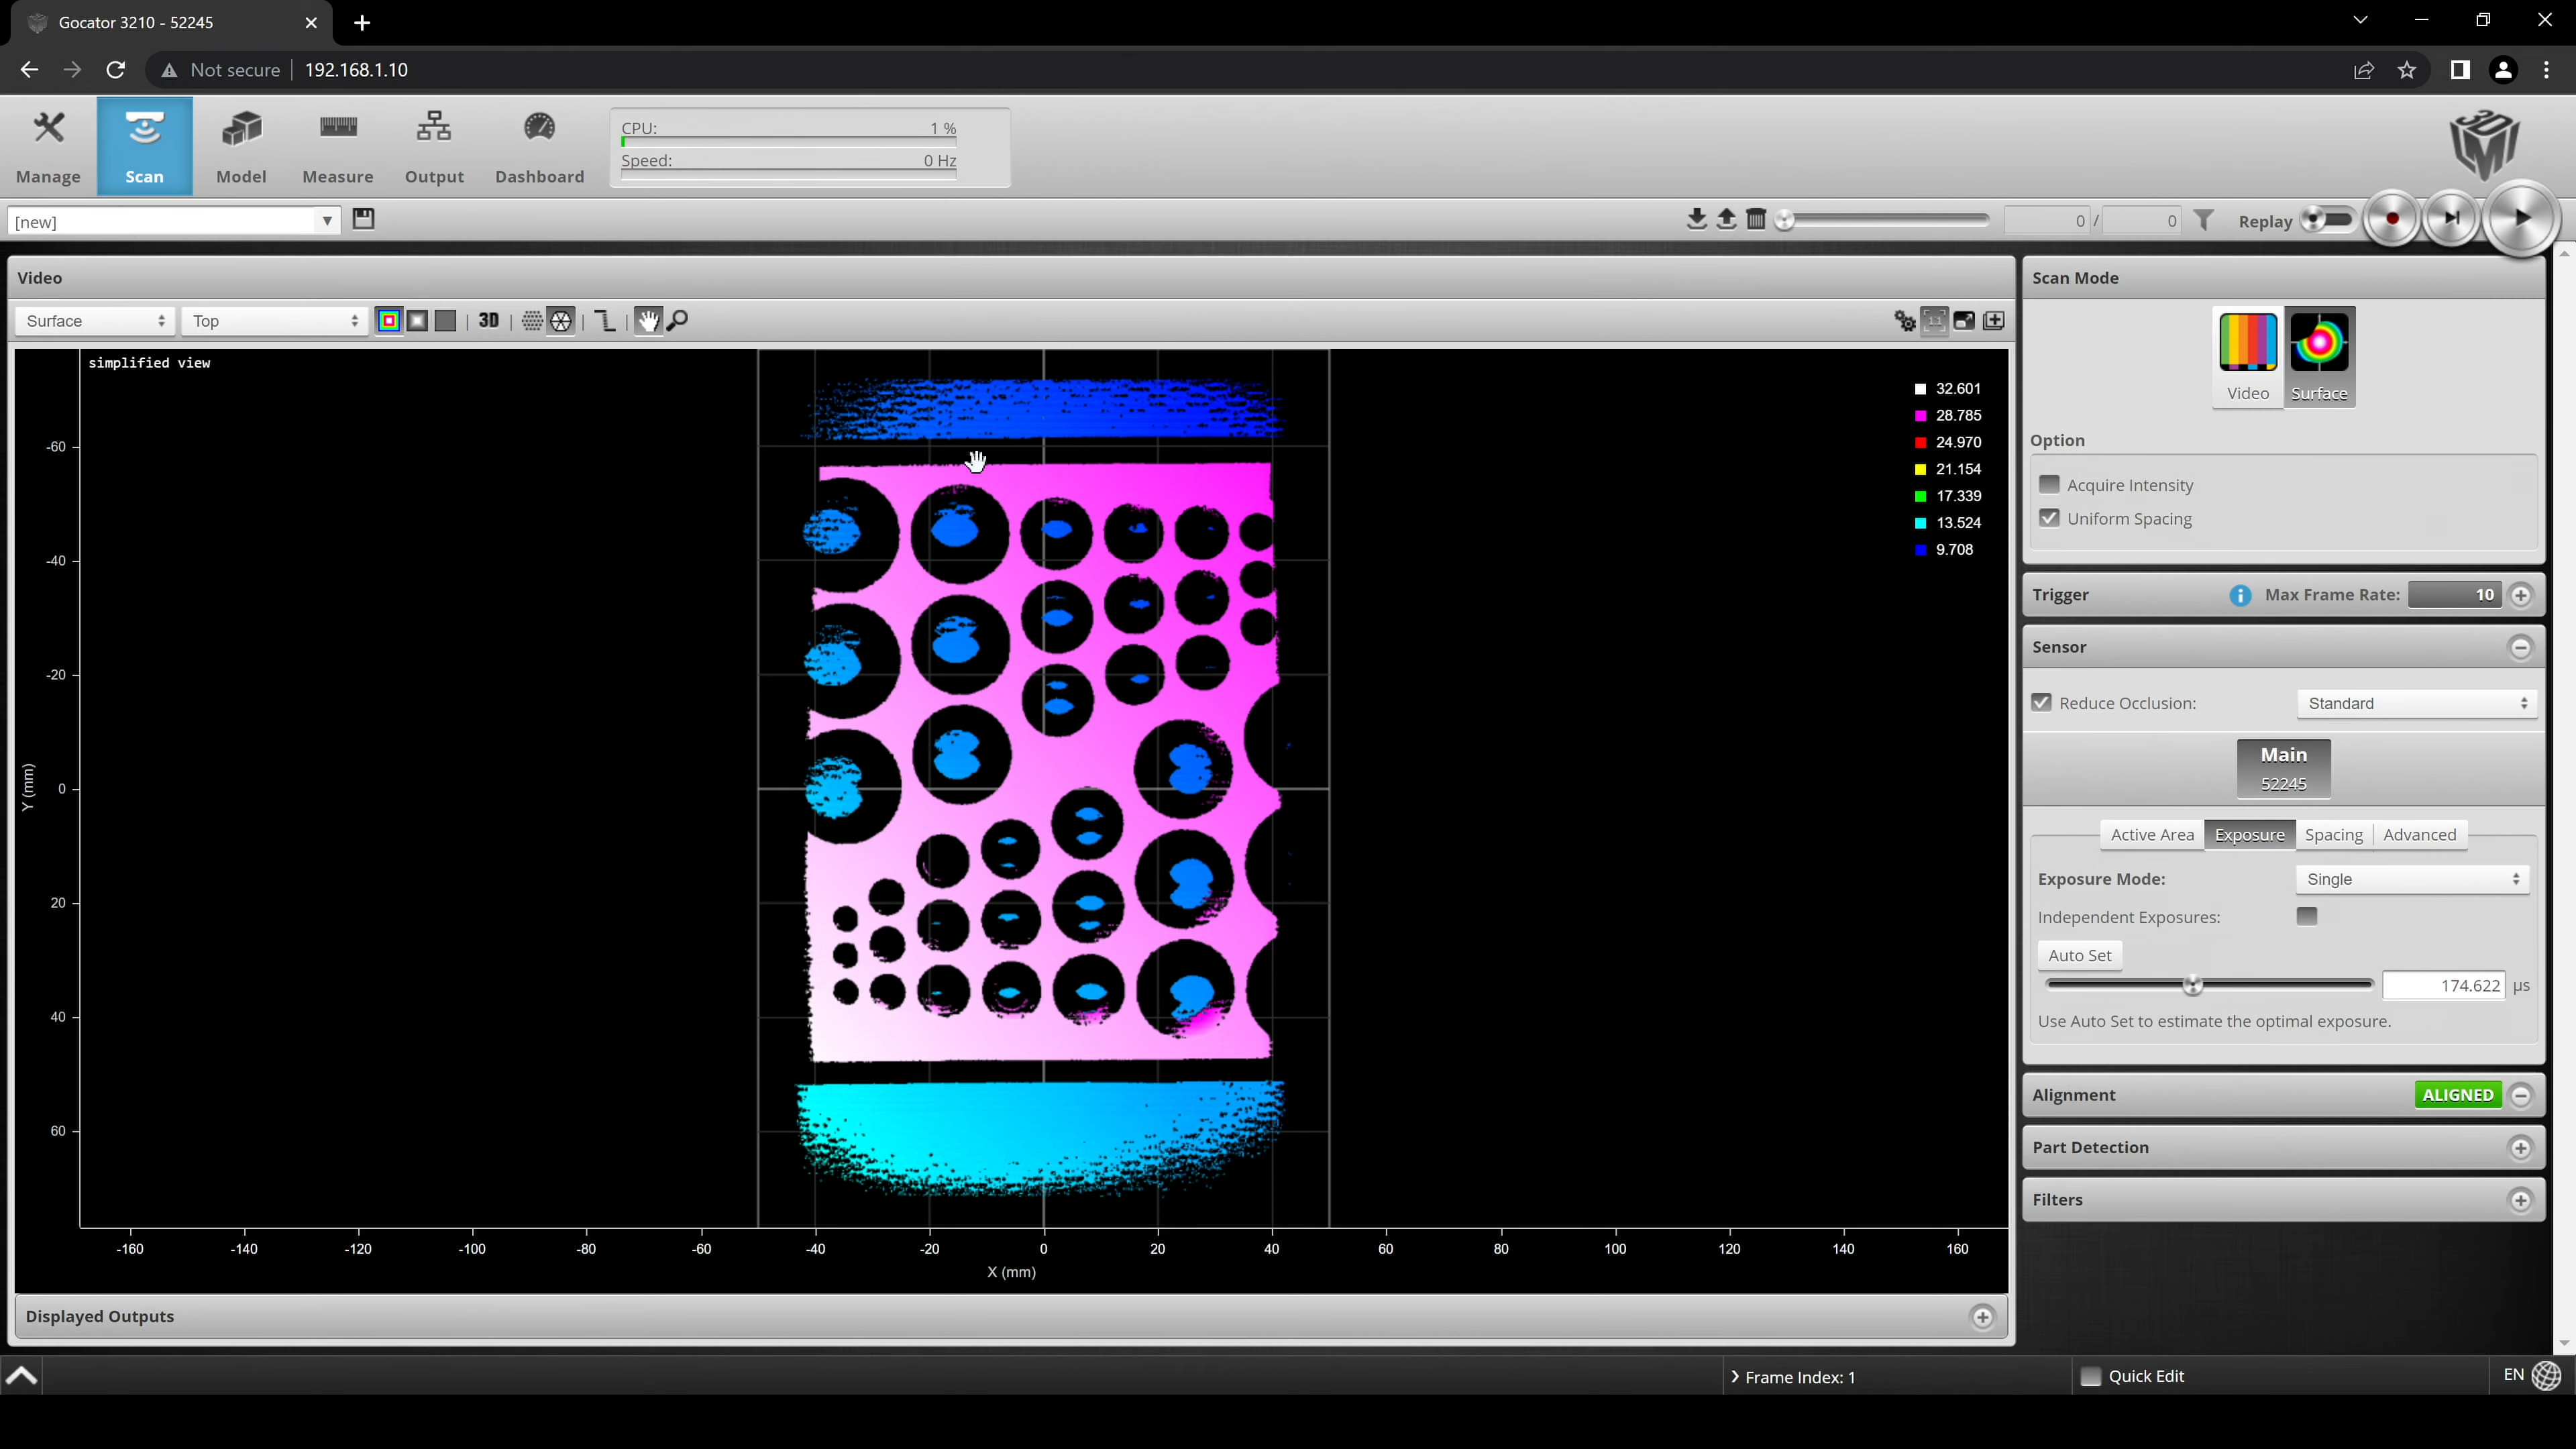 Gocator 3210 - 52245
Not secure 192.168.1.10
Manage Scan Model Measure Output Dashboard
CPU: 1 %
Speed: 0 Hz
[new]
0 / 0 Replay
Video
Surface Top 3D 1:1
simplified view
32.601
28.785
24.970
21.154
17.339
13.524
9.708
Y (mm)
-60
-40
-20
0
20
40
60
-160 -140 -120 -100 -80 -60 -40 -20 0 20 40 60 80 100 120 140 160
X (mm)
Displayed Outputs
Scan Mode
Video Surface
Option
Acquire Intensity
Uniform Spacing
Trigger i Max Frame Rate: 10
Sensor
Reduce Occlusion: Standard
Main
52245
Active Area Exposure Spacing Advanced
Exposure Mode: Single
Independent Exposures:
Auto Set
174.622 µs
Use Auto Set to estimate the optimal exposure.
Alignment ALIGNED
Part Detection
Filters
Frame Index: 1
Quick Edit
EN
3D
LMI